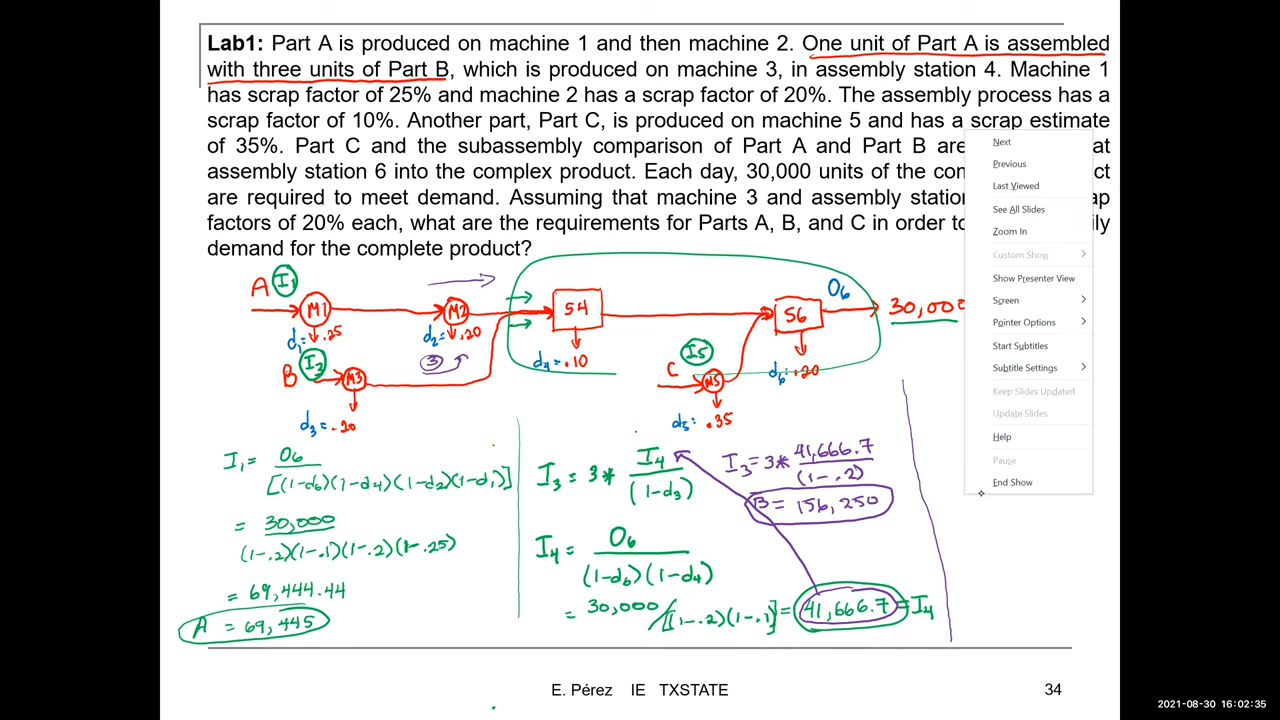 Lab1: Part A is produced on machine 1 and then machine 2. One unit of Part A is assembled
with three units of Part B, which is produced on machine 3, in assembly station 4. Machine 1
has scrap factor of 25% and machine 2 has a scrap factor of 20%. The assembly process has a
scrap factor of 10%. Another part, Part C, is produced on machine 5 and has a scrap estimate
of 35%. Part C and the subassembly comparison of Part A and Part B are at
assembly station 6 into the complex product. Each day, 30,000 units of the ct
are required to meet demand. Assuming that machine 3 and assembly ap
factors of 20% each, what are the requirements for Parts A, B, and C in order ly
demand for the complete product?
Next
Previous
Last Viewed
See All Slides
Zoom In
Custom Show
Show Presenter View
Screen
Pointer Options
Start Subtitles
Subtitle Settings
Keep Slides Updated
Update Slides
Help
Pause
End Show
A I1
M1
M2
S4
S6
O6
30,000
d1= .25
d2= .20
d4= .10
d6= .20
B I3
M3
3
C I5
M5
d3= .20
d5= .35
I1 = O6 / [(1-d6)(1-d4)(1-d2)(1-d1)]
= 30,000 / (1-.2)(1-.1)(1-.2)(1-.25)
= 69,444.44
A = 69,445
I3 = 3* I4 / (1-d3)
I4 = O6 / (1-d6)(1-d4)
= 30,000/[(1-.2)(1-.1)] = 41,666.7 = I4
I3 = 3* 41,666.7 / (1-.2)
B = 156,250
E. Pérez IE TXSTATE
34
2021-08-30 16:02:35